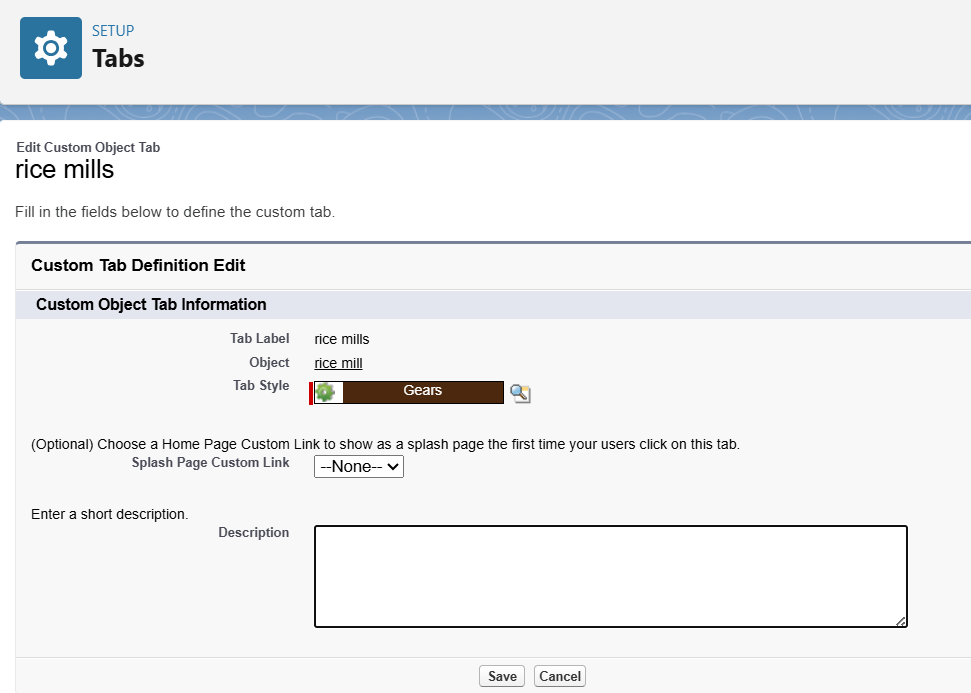 SETUP
Tabs
Edit Custom Object Tab
rice mills
Fill in the fields below to define the custom tab.
Custom Tab Definition Edit
Custom Object Tab Information
Tab Label rice mills
Object rice mill
Tab Style Gears
(Optional) Choose a Home Page Custom Link to show as a splash page the first time your users click on this tab.
Splash Page Custom Link --None--
Enter a short description.
Description
Save Cancel